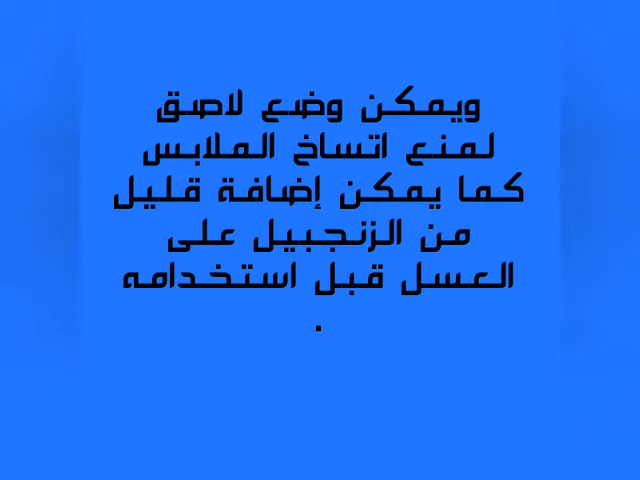 ويمكن وضع لاصق
لمنع اتساخ الملابس
كما يمكن إضافة قليل
من الزنجبيل على
العسل قبل استخدامه
.